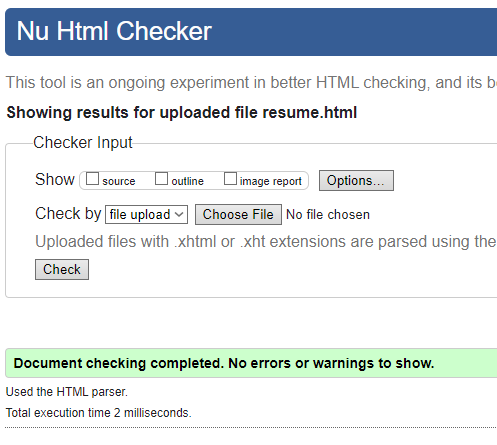 Nu Html Checker
This tool is an ongoing experiment in better HTML checking, and its
Showing results for uploaded file resume.html
Checker Input
Show source outline image report Options...
Check by file upload Choose File No file chosen
Uploaded files with .xhtml or .xht extensions are parsed using the
Check
Document checking completed. No errors or warnings to show.
Used the HTML parser.
Total execution time 2 milliseconds.